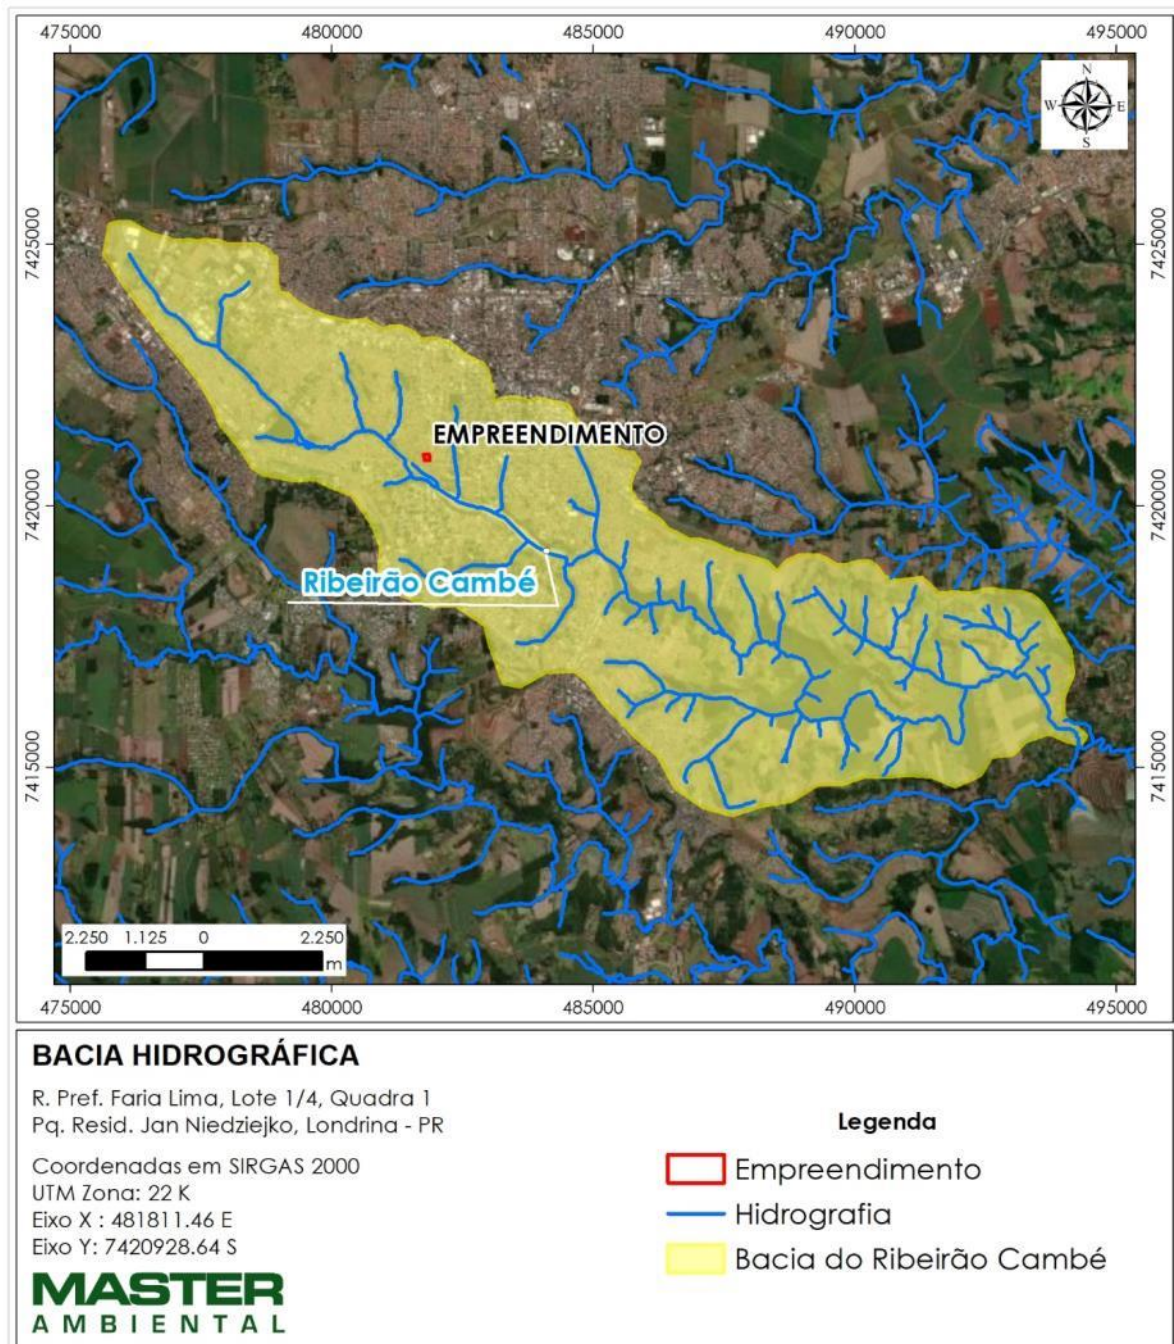 475000 480000 485000 490000 495000
N
W E
S
7425000 7425000
EMPREENDIMENTO
7420000 7420000
Ribeirão Cambé
7415000 7415000
2.250 1.125 0 2.250
m
475000 480000 485000 490000 495000
BACIA HIDROGRÁFICA
R. Pref. Faria Lima, Lote 1/4, Quadra 1
Pq. Resid. Jan Niedziejko, Londrina - PR
Coordenadas em SIRGAS 2000
UTM Zona: 22 K
Eixo X : 481811.46 E
Eixo Y: 7420928.64 S
MASTER
AMBIENTAL
Legenda
Empreendimento
Hidrografia
Bacia do Ribeirão Cambé